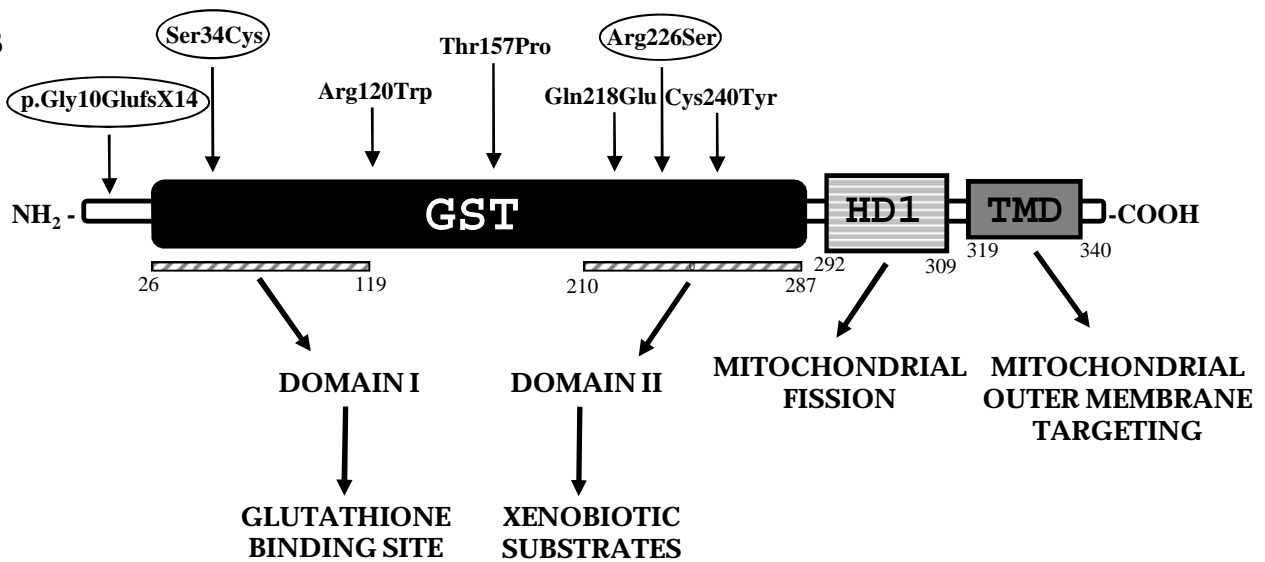 B
Ser34Cys
Arg226Ser
Thr157Pro
p.Gly10GlufsX14
Arg120Trp
Gln218Glu
Cys240Tyr
NH2 -
GST
HD1
TMD
-COOH
26
119
210
287
292
309
319
340
DOMAIN I
DOMAIN II
MITOCHONDRIAL
FISSION
MITOCHONDRIAL
OUTER MEMBRANE
TARGETING
GLUTATHIONE
BINDING SITE
XENOBIOTIC
SUBSTRATES